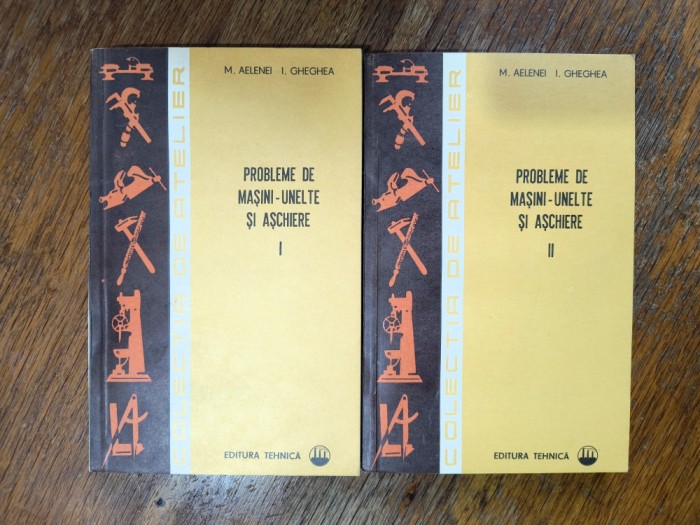 COLECȚIA DE ATELIER
M. AELENEI I. GHEGHEA
PROBLEME DE
MAȘINI-UNELTE
ȘI AȘCHIERE
I
EDITURA TEHNICĂ
COLECȚIA DE ATELIER
M. AELENEI I. GHEGHEA
PROBLEME DE
MAȘINI-UNELTE
ȘI AȘCHIERE
II
EDITURA TEHNICĂ